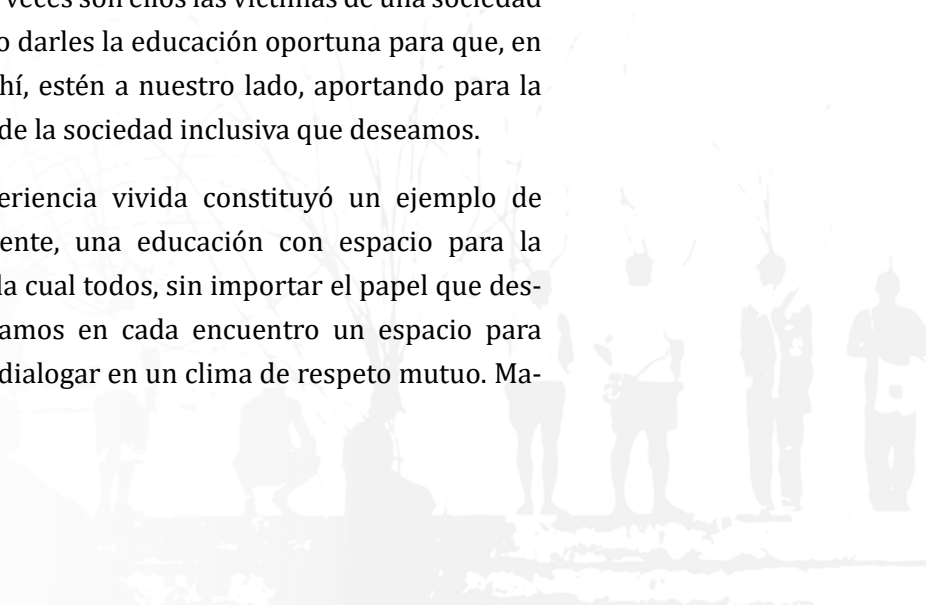 veces son ellos las víctimas de una sociedad
o darles la educación oportuna para que, en
hí, estén a nuestro lado, aportando para la
de la sociedad inclusiva que deseamos.
eriencia vivida constituyó un ejemplo de
ente, una educación con espacio para la
la cual todos, sin importar el papel que des-
amos en cada encuentro un espacio para
dialogar en un clima de respeto mutuo. Ma-